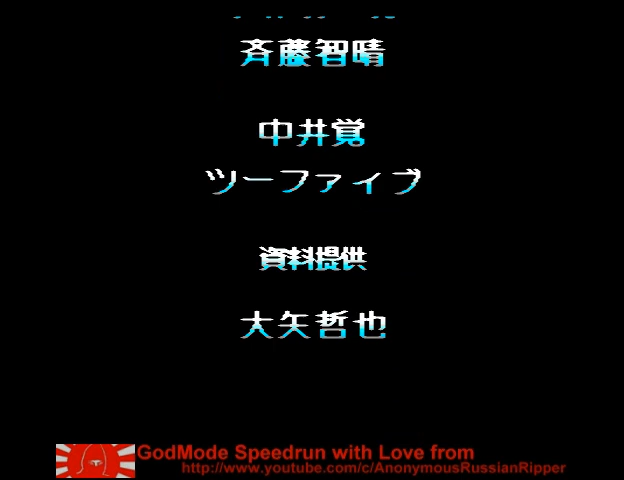 斉藤智晴
中井覚
ツーファイブ
資料提供
大矢哲也
GodMode Speedrun with Love from
http://www.youtube.com/c/AnonymousRussianRipper